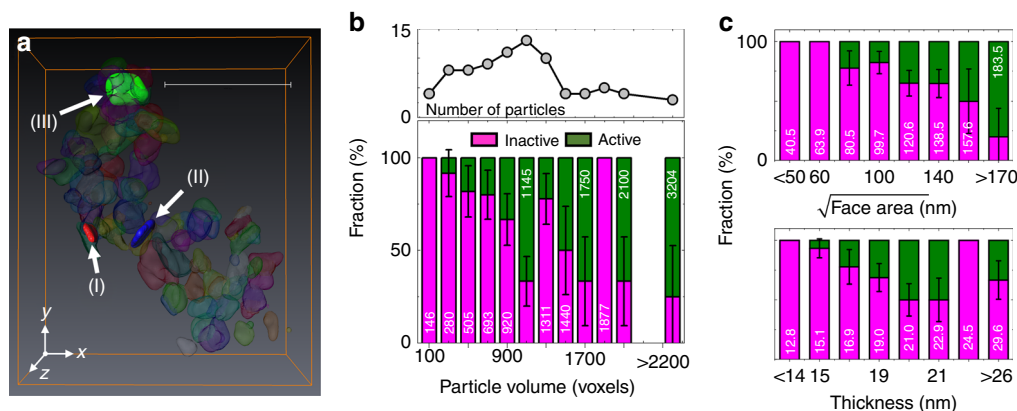 a
(III)
(II)
(I)
y
x
z
b
15
0
Number of particles
Inactive
Active
Fraction (%)
100
50
0
146
280
505
693
920
1145
1311
1440
1750
1877
2100
3204
100
900
1700
>2200
Particle volume (voxels)
c
100
0
Fraction (%)
40.5
63.9
80.5
99.7
120.6
138.5
157.6
183.5
<50
60
100
140
>170
√Face area (nm)
12.8
15.1
16.9
19.0
21.0
22.9
24.5
29.6
<14
15
19
21
>26
Thickness (nm)